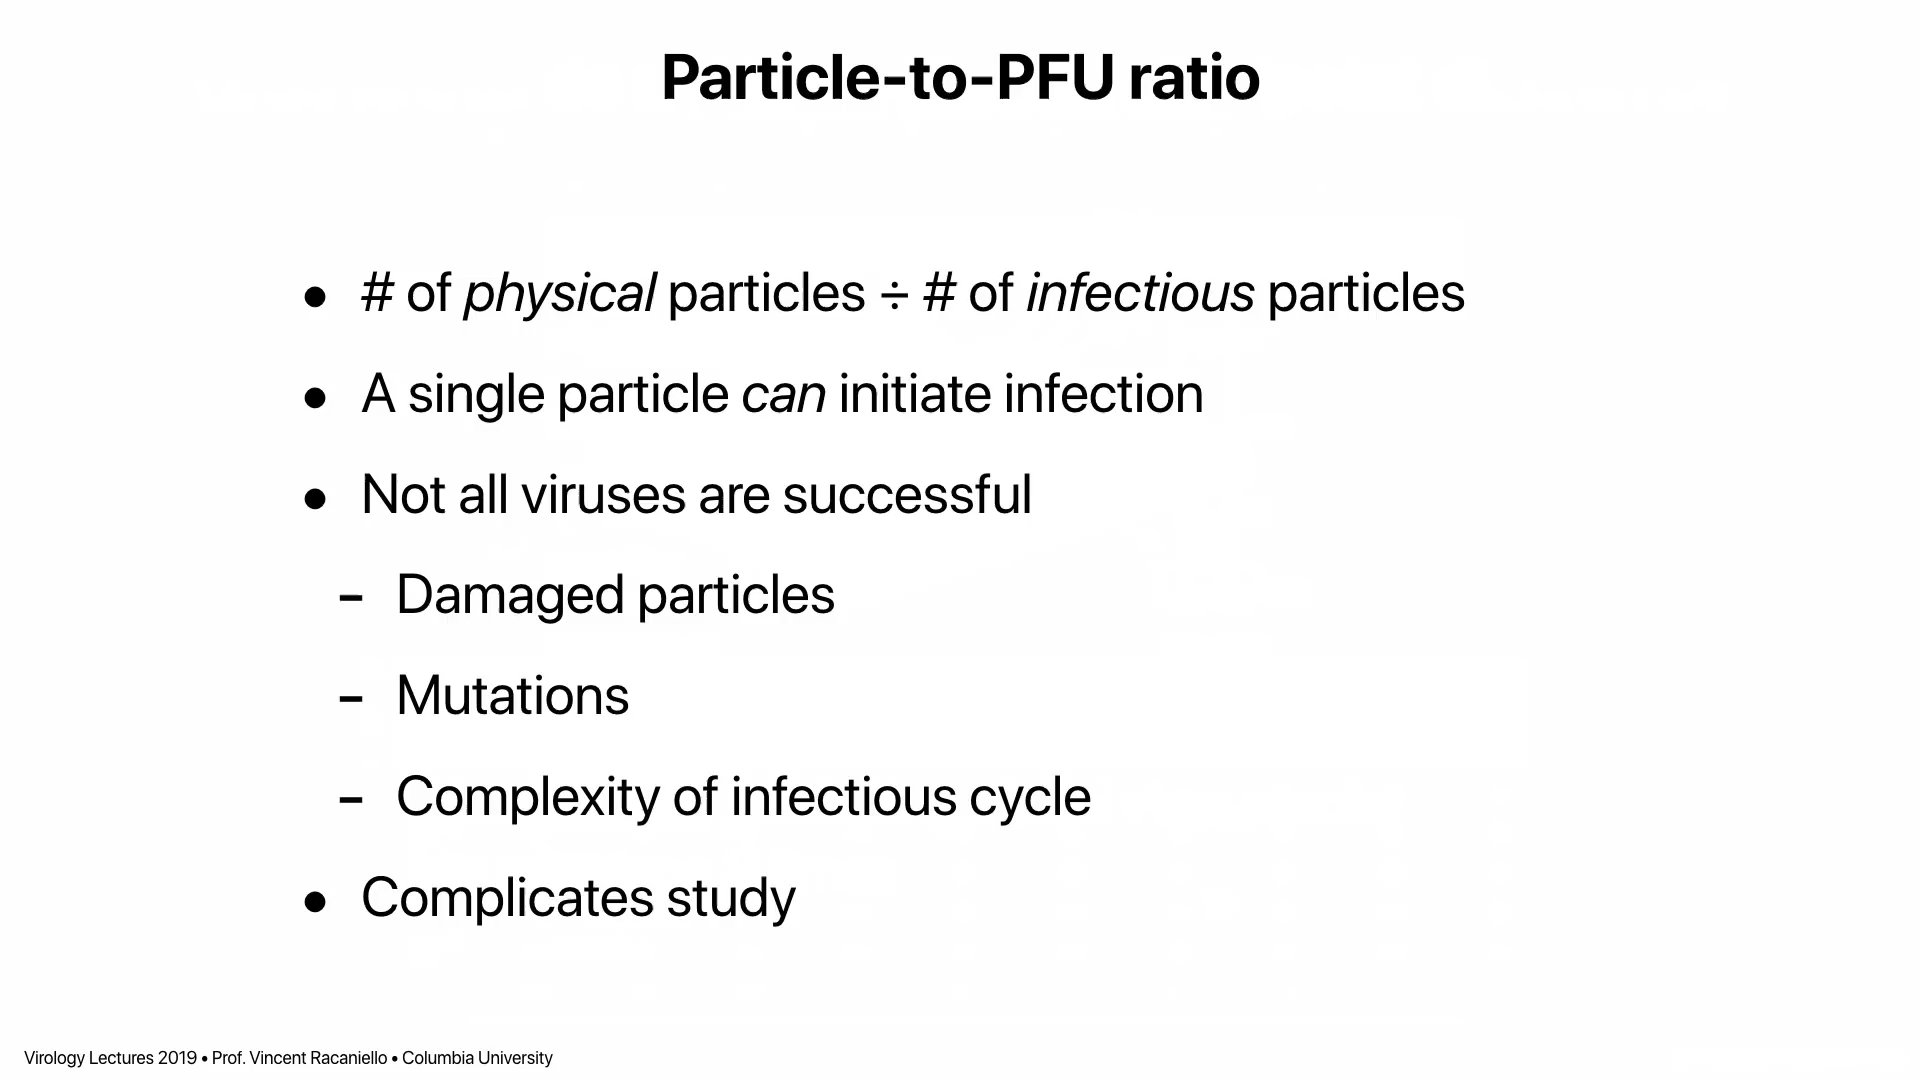 Particle-to-PFU ratio
• # of physical particles ÷ # of infectious particles
• A single particle can initiate infection
• Not all viruses are successful
– Damaged particles
– Mutations
– Complexity of infectious cycle
• Complicates study
Virology Lectures 2019 • Prof. Vincent Racaniello • Columbia University